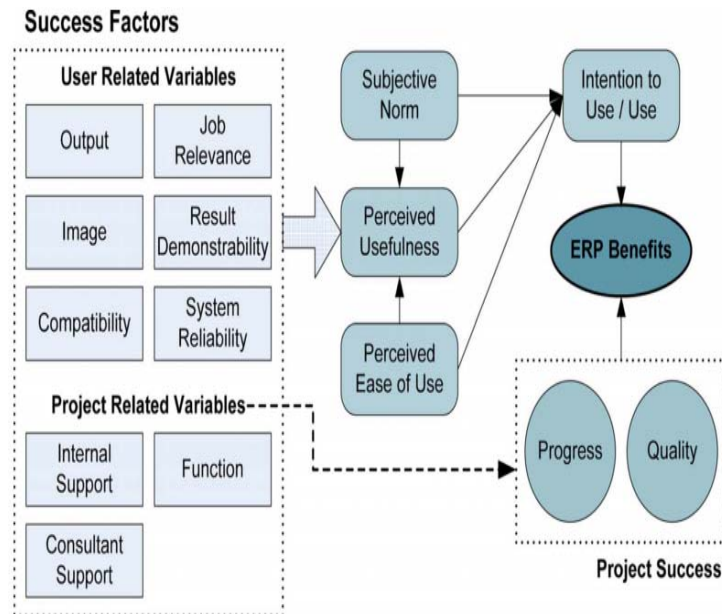 Success Factors
User Related Variables
Output
Job
Relevance
Image
Result
Demonstrability
Compatibility
System
Reliability
Project Related Variables
Internal
Support
Function
Consultant
Support
Subjective
Norm
Perceived
Usefulness
Perceived
Ease of Use
Intention to
Use / Use
ERP Benefits
Progress
Quality
Project Success